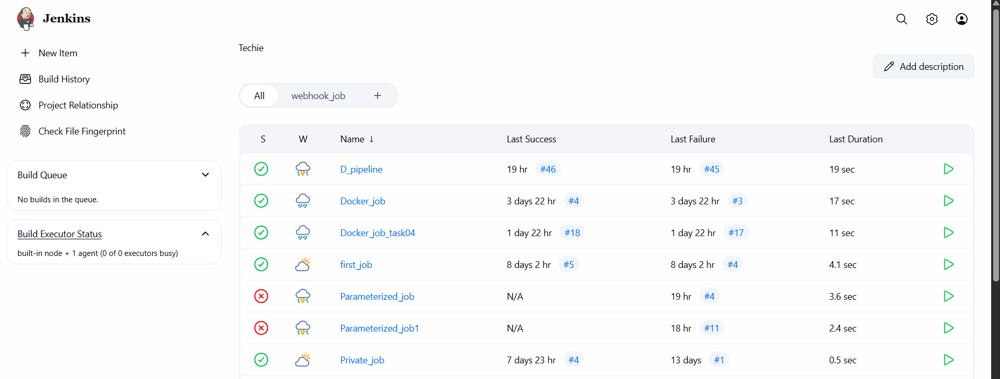 Jenkins
New Item
Build History
Project Relationship
Check File Fingerprint
Build Queue
No builds in the queue.
Build Executor Status
built-in node + 1 agent (0 of 0 executors busy)
Techie
Add description
All webhook_job +
S W Name ↓ Last Success Last Failure Last Duration
D_pipeline 19 hr #46 19 hr #45 19 sec
Docker_job 3 days 22 hr #4 3 days 22 hr #3 17 sec
Docker_job_task04 1 day 22 hr #18 1 day 22 hr #17 11 sec
first_job 8 days 2 hr #5 8 days 2 hr #4 4.1 sec
Parameterized_job N/A 19 hr #4 3.6 sec
Parameterized_job1 N/A 18 hr #11 2.4 sec
Private_job 7 days 23 hr #4 13 days #1 0.5 sec